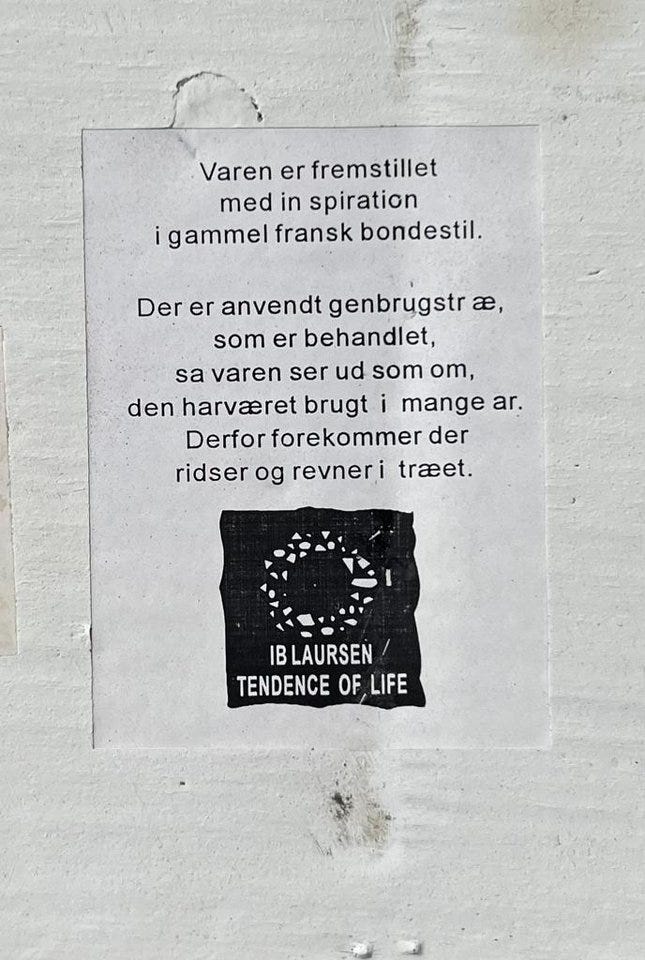 Varen er fremstillet
med in spiration
i gammel fransk bondestil.
Der er anvendt genbrugstr æ,
som er behandlet,
sa varen ser ud som om,
den harværet brugt i mange ar.
Derfor forekommer der
ridser og revner i træet.
IB LAURSEN
TENDENCE OF LIFE